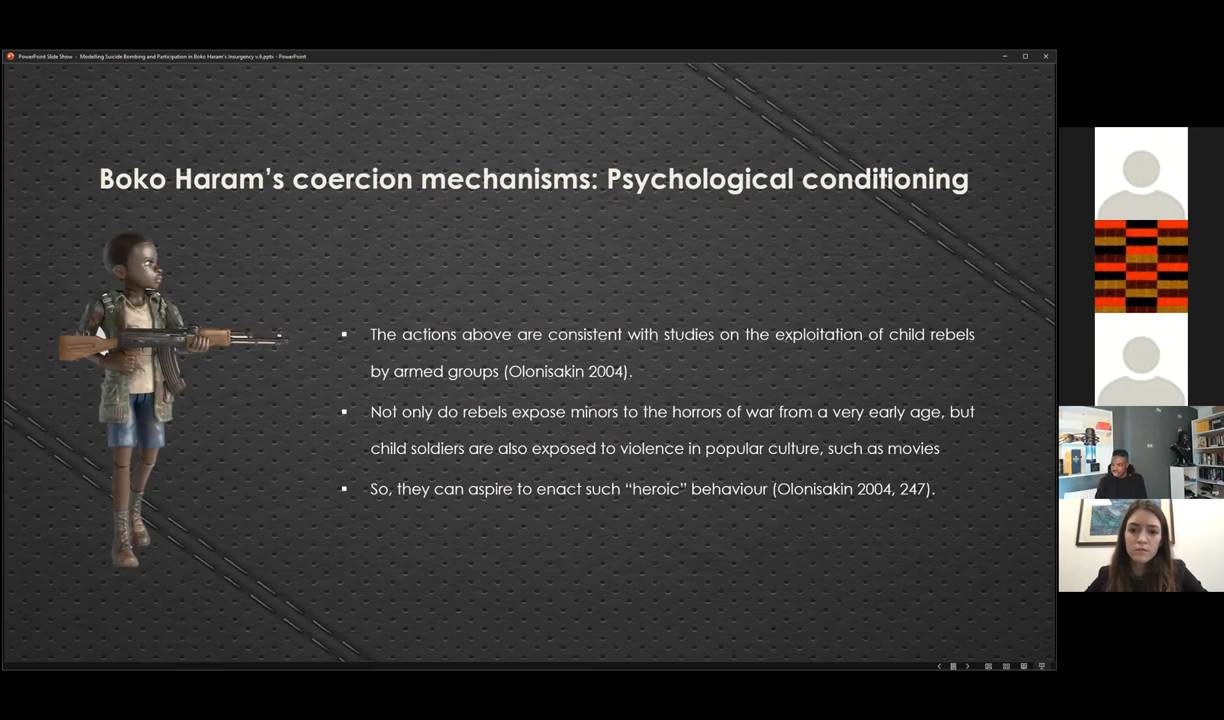 PowerPoint Slide Show - Modelling Suicide Bombing and Participation in Boko Haram's Insurgency v.6.pptx - PowerPoint
Boko Haram's coercion mechanisms: Psychological conditioning
▪ The actions above are consistent with studies on the exploitation of child rebels
by armed groups (Olonisakin 2004).
▪ Not only do rebels expose minors to the horrors of war from a very early age, but
child soldiers are also exposed to violence in popular culture, such as movies
▪ So, they can aspire to enact such “heroic” behaviour (Olonisakin 2004, 247).